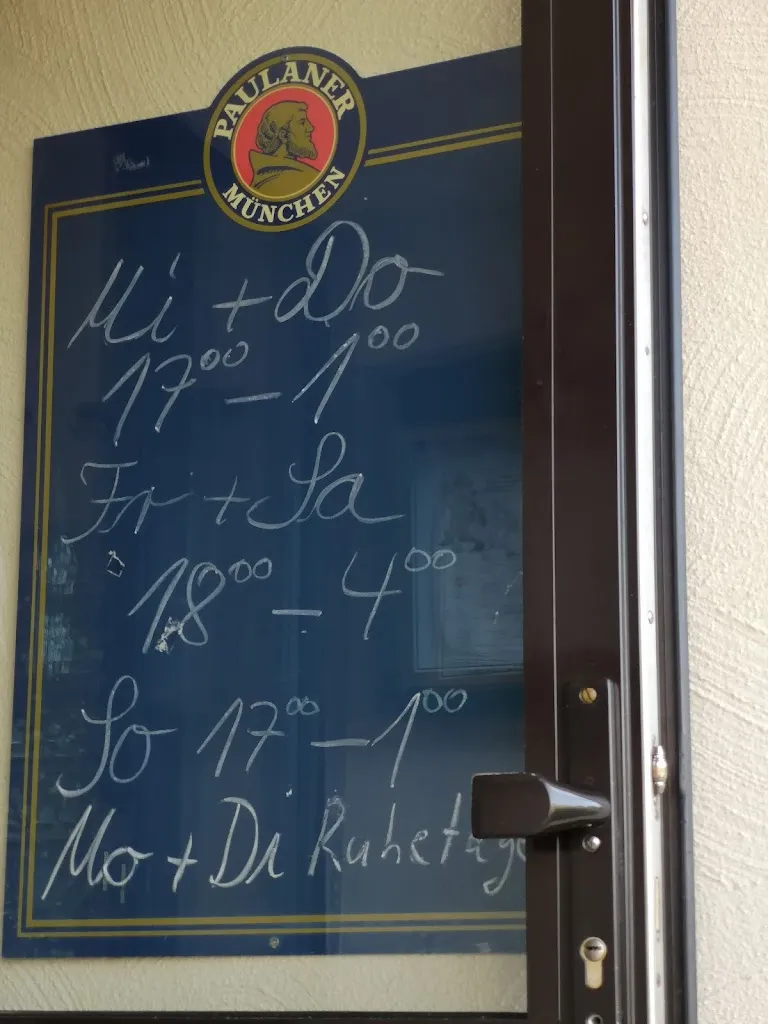 PAULANER
MÜNCHEN
Mi + Do
17⁰⁰ - 1⁰⁰
Fr + Sa
18⁰⁰ - 4⁰⁰
So 17⁰⁰ - 1⁰⁰
Mo + Di Ruhetage